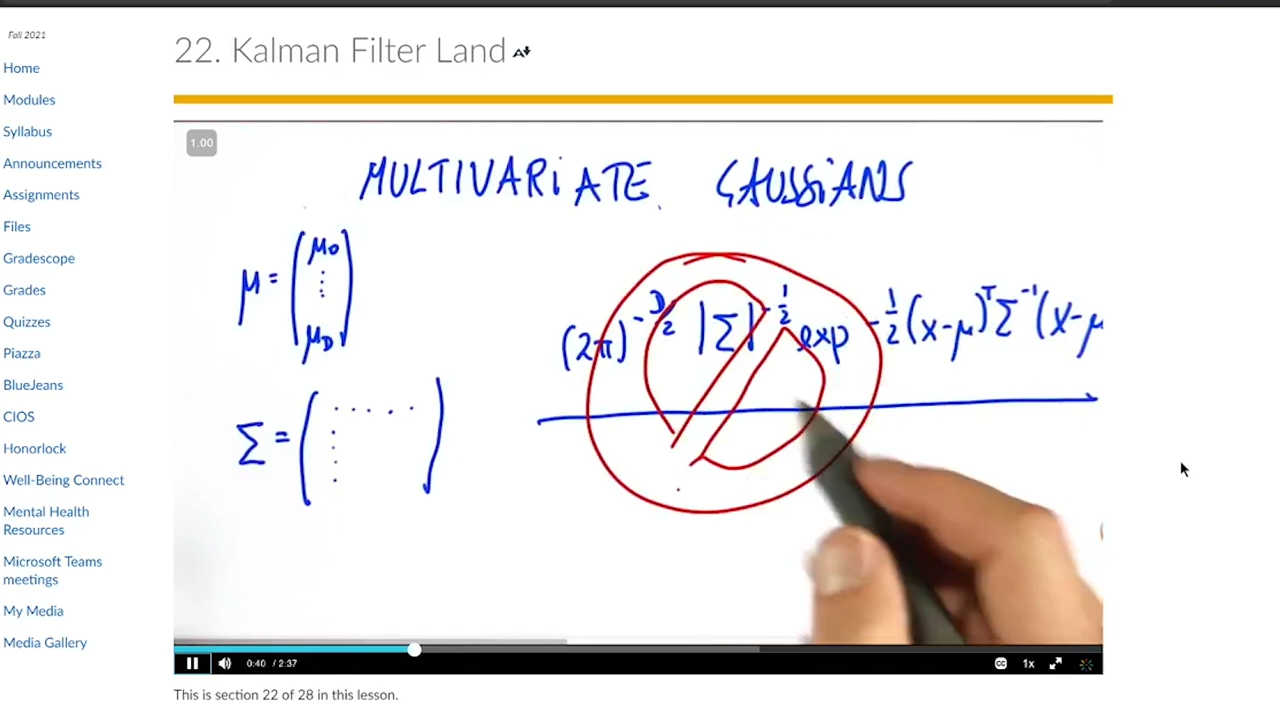 Fall 2021
Home
Modules
Syllabus
Announcements
Assignments
Files
Gradescope
Grades
Quizzes
Piazza
BlueJeans
CIOS
Honorlock
Well-Being Connect
Mental Health
Resources
Microsoft Teams
meetings
My Media
Media Gallery
22. Kalman Filter Land
1.00
MULTIVARiATE GAUSSiANS
μ = (μ0 ⋮ μD)
(2π)^-D/2 |Σ|^-1/2 exp -1/2(x-μ)^T Σ^-1 (x-μ
Σ = ( ..... )
0:40 / 2:37
CC
1x
This is section 22 of 28 in this lesson.